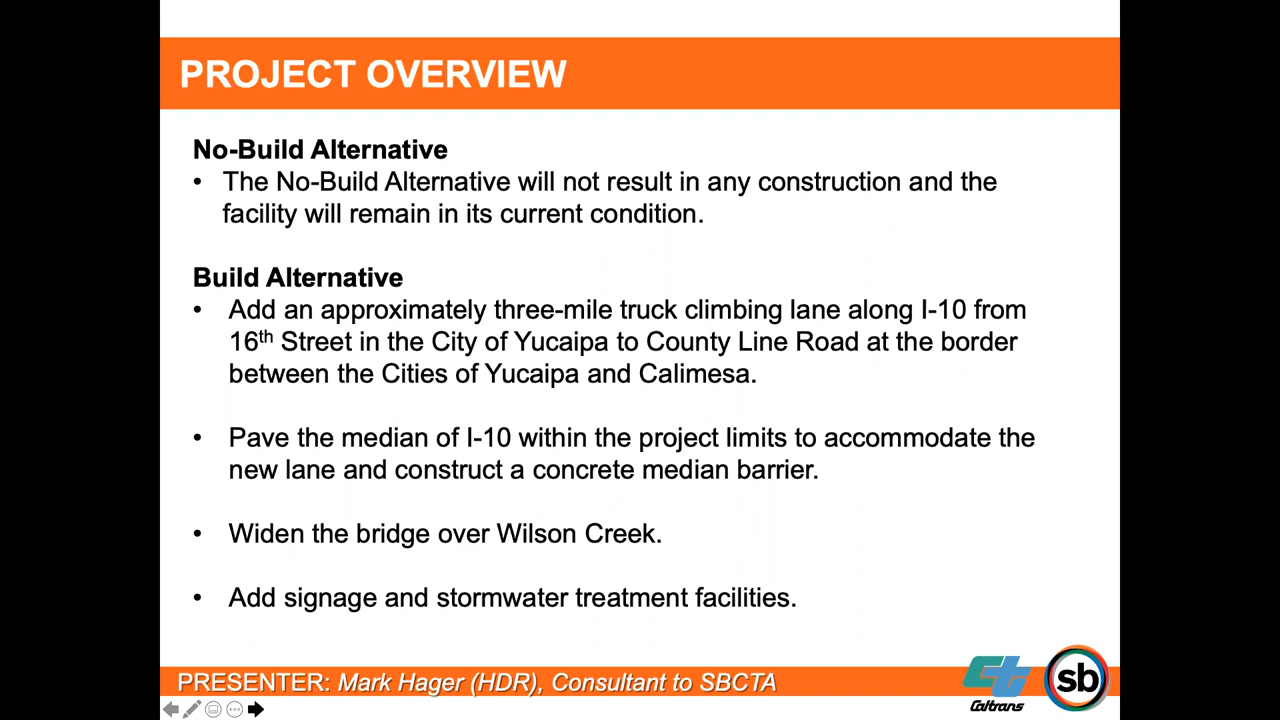 PROJECT OVERVIEW
No-Build Alternative
• The No-Build Alternative will not result in any construction and the
facility will remain in its current condition.
Build Alternative
• Add an approximately three-mile truck climbing lane along I-10 from
16th Street in the City of Yucaipa to County Line Road at the border
between the Cities of Yucaipa and Calimesa.
• Pave the median of I-10 within the project limits to accommodate the
new lane and construct a concrete median barrier.
• Widen the bridge over Wilson Creek.
• Add signage and stormwater treatment facilities.
PRESENTER: Mark Hager (HDR), Consultant to SBCTA
ct
Caltrans
sb